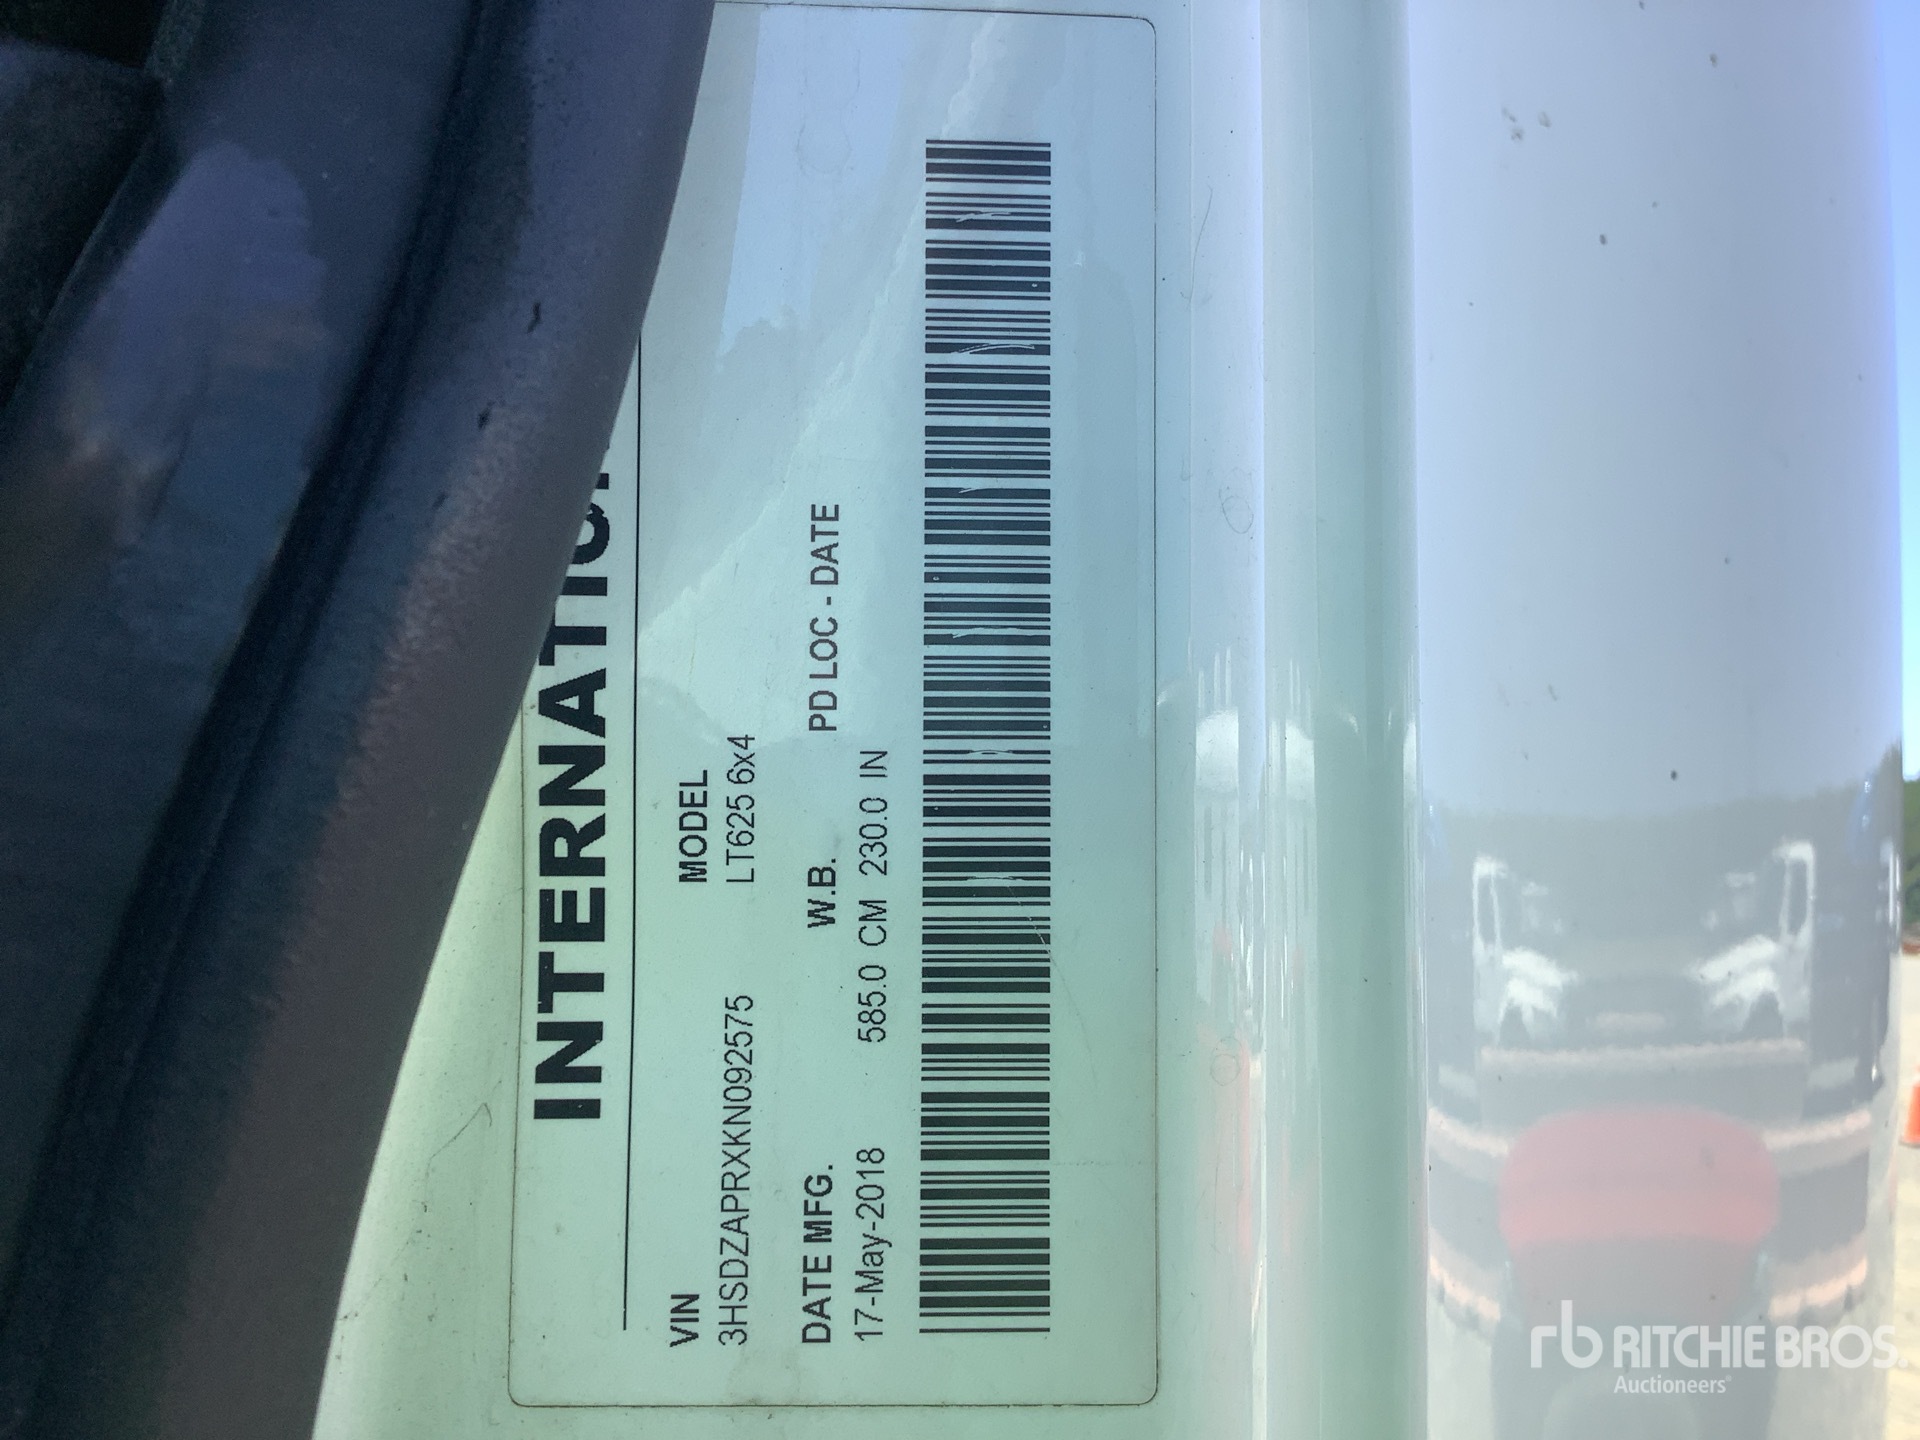 INTERNATIO
VIN MODEL
3HSDZAPRXKN092575 LT625 6x4
DATE MFG. W.B. PD LOC - DATE
17-May-2018 585.0 CM 230.0 IN
rb RITCHIE BROS.
Auctioneers